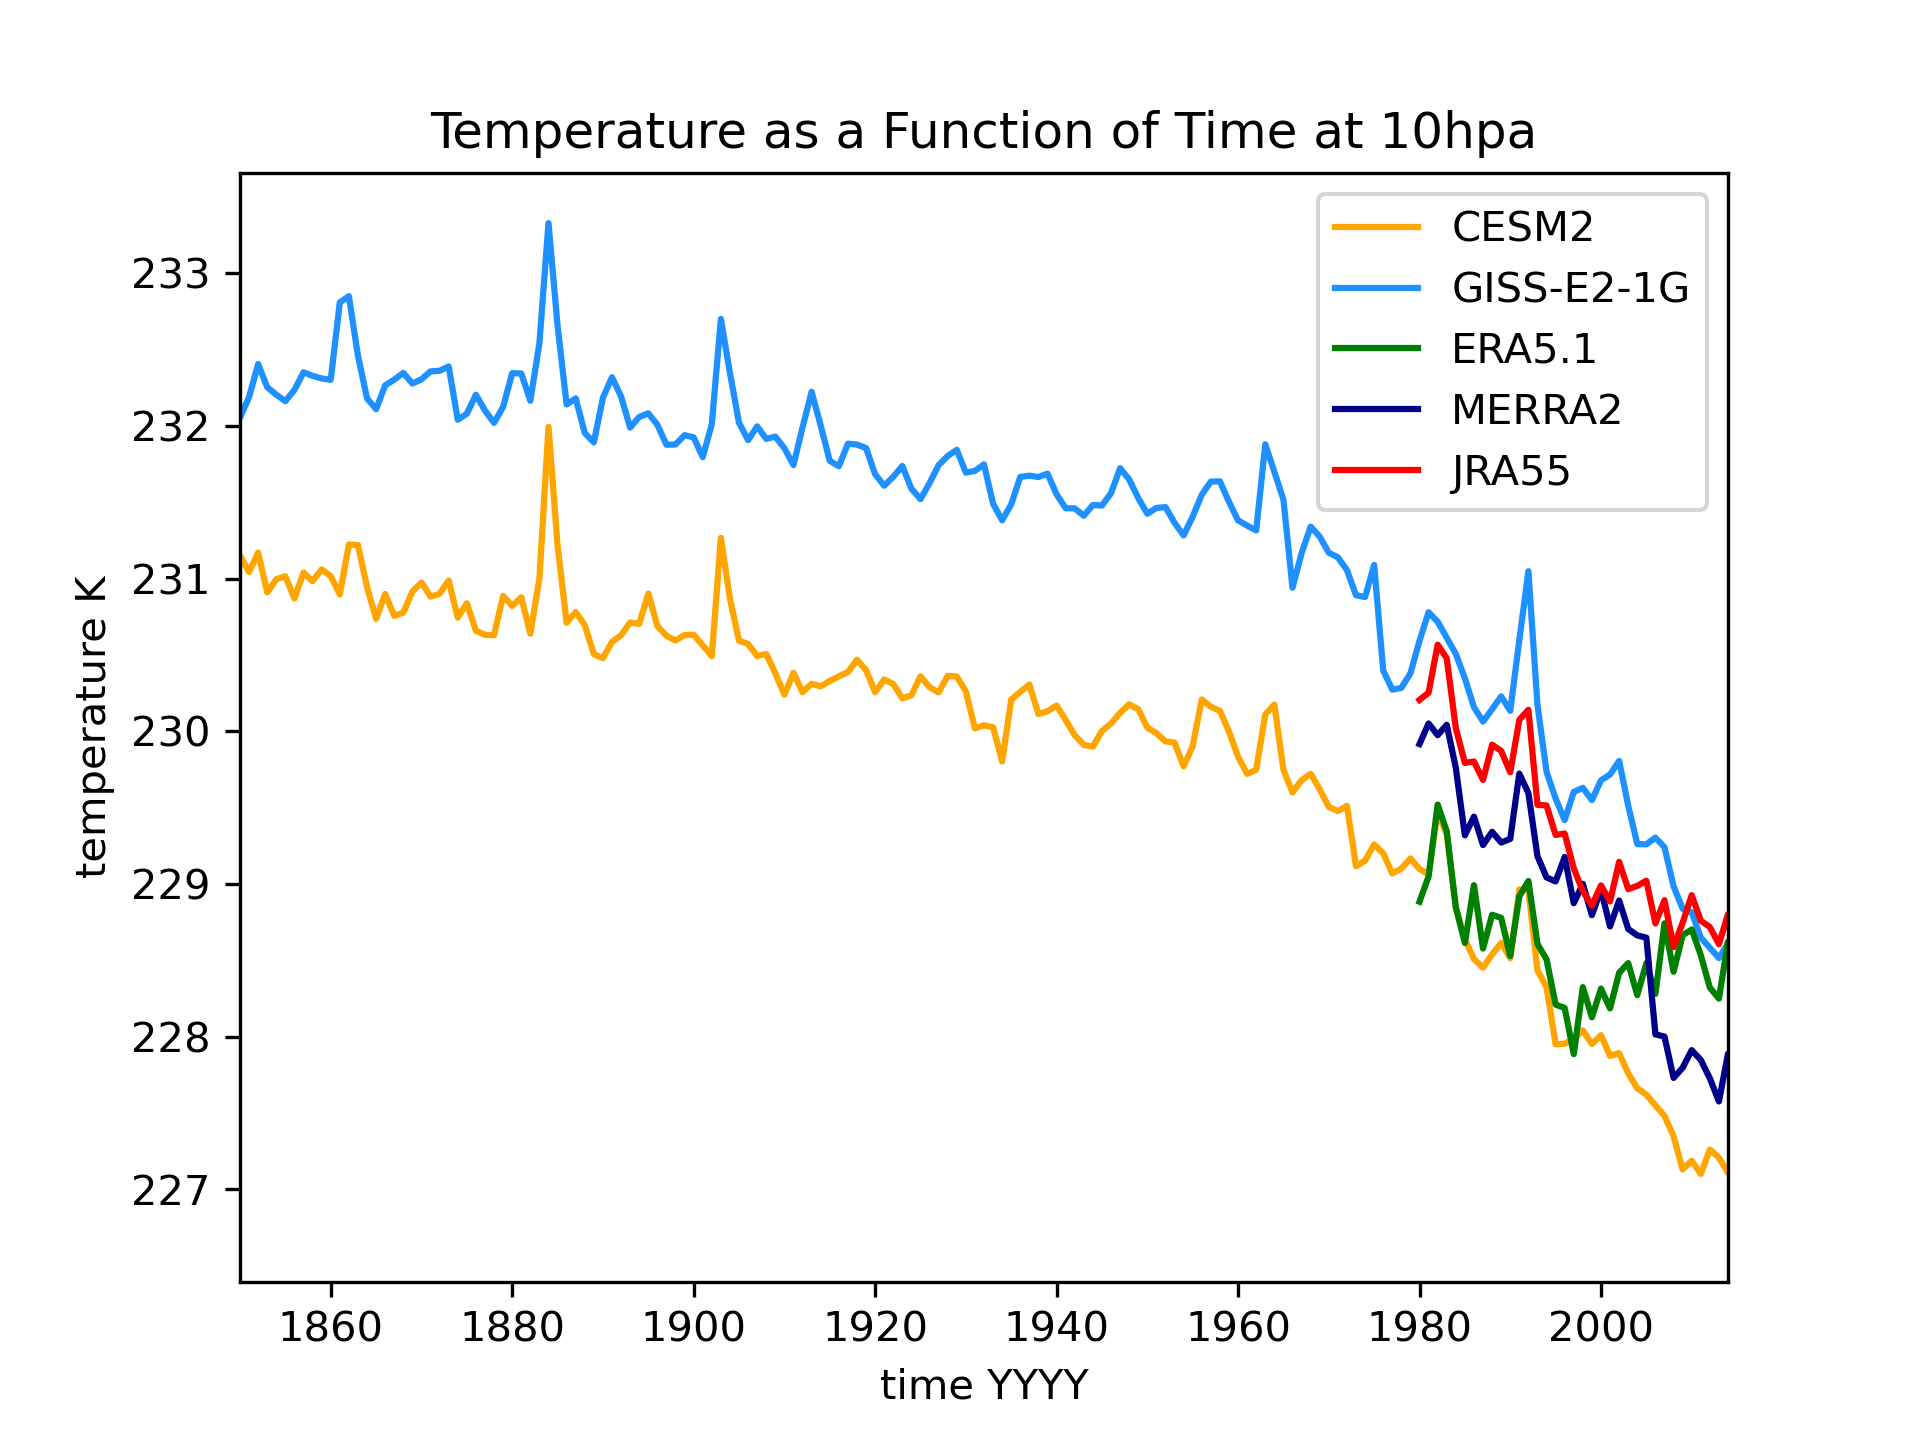 Temperature as a Function of Time at 10hpa
CESM2
GISS-E2-1G
ERA5.1
MERRA2
JRA55
temperature K
233
232
231
230
229
228
227
1860 1880 1900 1920 1940 1960 1980 2000
time YYYY